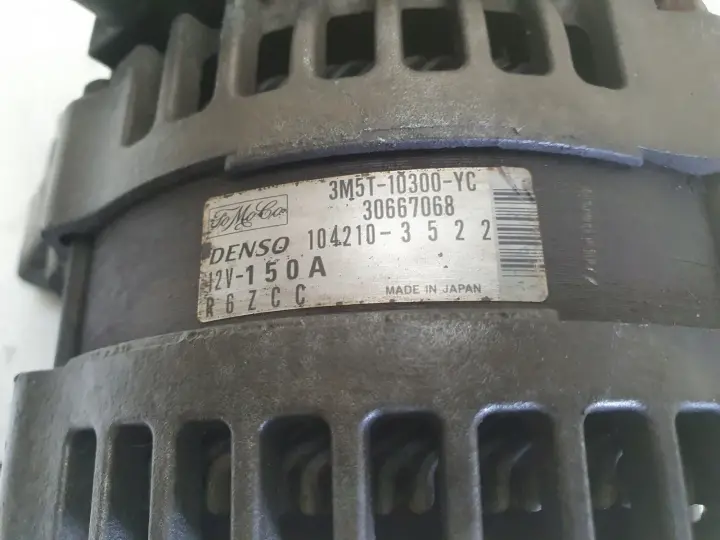 3M5T-10300-YC
FoMoCo
30667068
DENSO 104210-3522
12V-150A
R6ZCC
MADE IN JAPAN